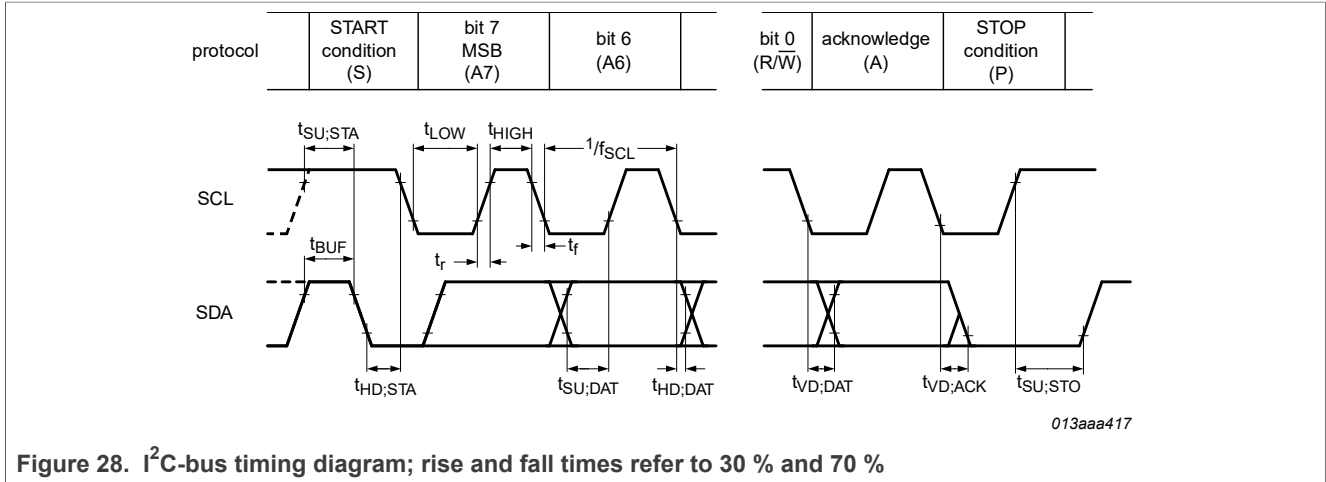 protocol
START
condition
(S)
bit 7
MSB
(A7)
bit 6
(A6)
bit 0
(R/W̅)
acknowledge
(A)
STOP
condition
(P)
tSU;STA
tLOW
tHIGH
1/fSCL
SCL
tBUF
tr
tf
SDA
tHD;STA
tSU;DAT
tHD;DAT
tVD;DAT
tVD;ACK
tSU;STO
013aaa417
Figure 28. I²C-bus timing diagram; rise and fall times refer to 30 % and 70 %